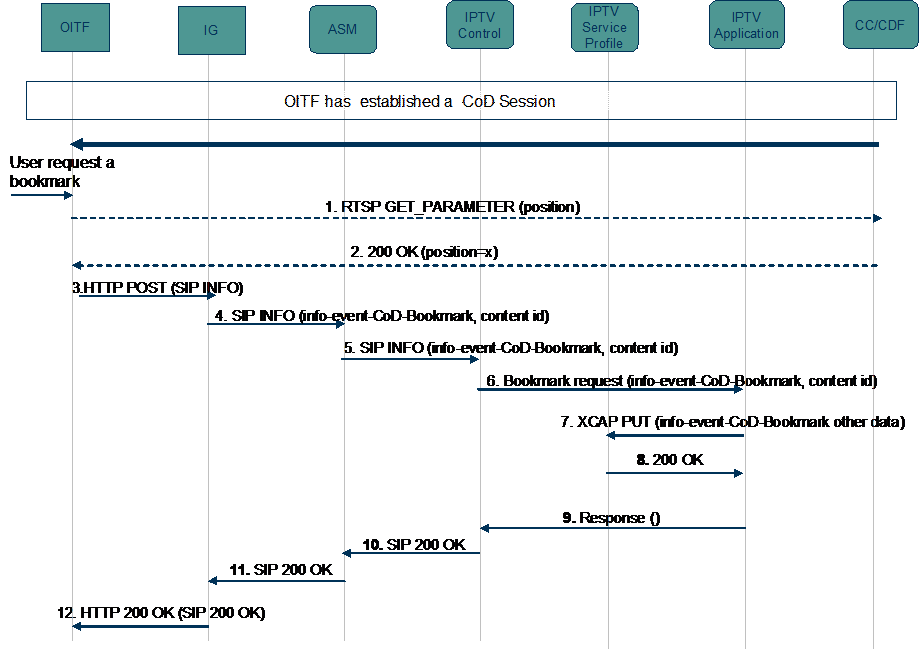 OITF
IG
ASM
IPTV
Control
IPTV
Service
Profile
IPTV
Application
CC/CDF
OITF has established a CoD Session
User request a
bookmark
1. RTSP GET_PARAMETER (position)
2. 200 OK (position=x)
3.HTTP POST (SIP INFO)
4. SIP INFO (info-event-CoD-Bookmark, content id)
5. SIP INFO (info-event-CoD-Bookmark, content id)
6. Bookmark request (info-event-CoD-Bookmark, content id)
7. XCAP PUT (info-event-CoD-Bookmark other data)
8. 200 OK
9. Response ()
10. SIP 200 OK
11. SIP 200 OK
12. HTTP 200 OK (SIP 200 OK)